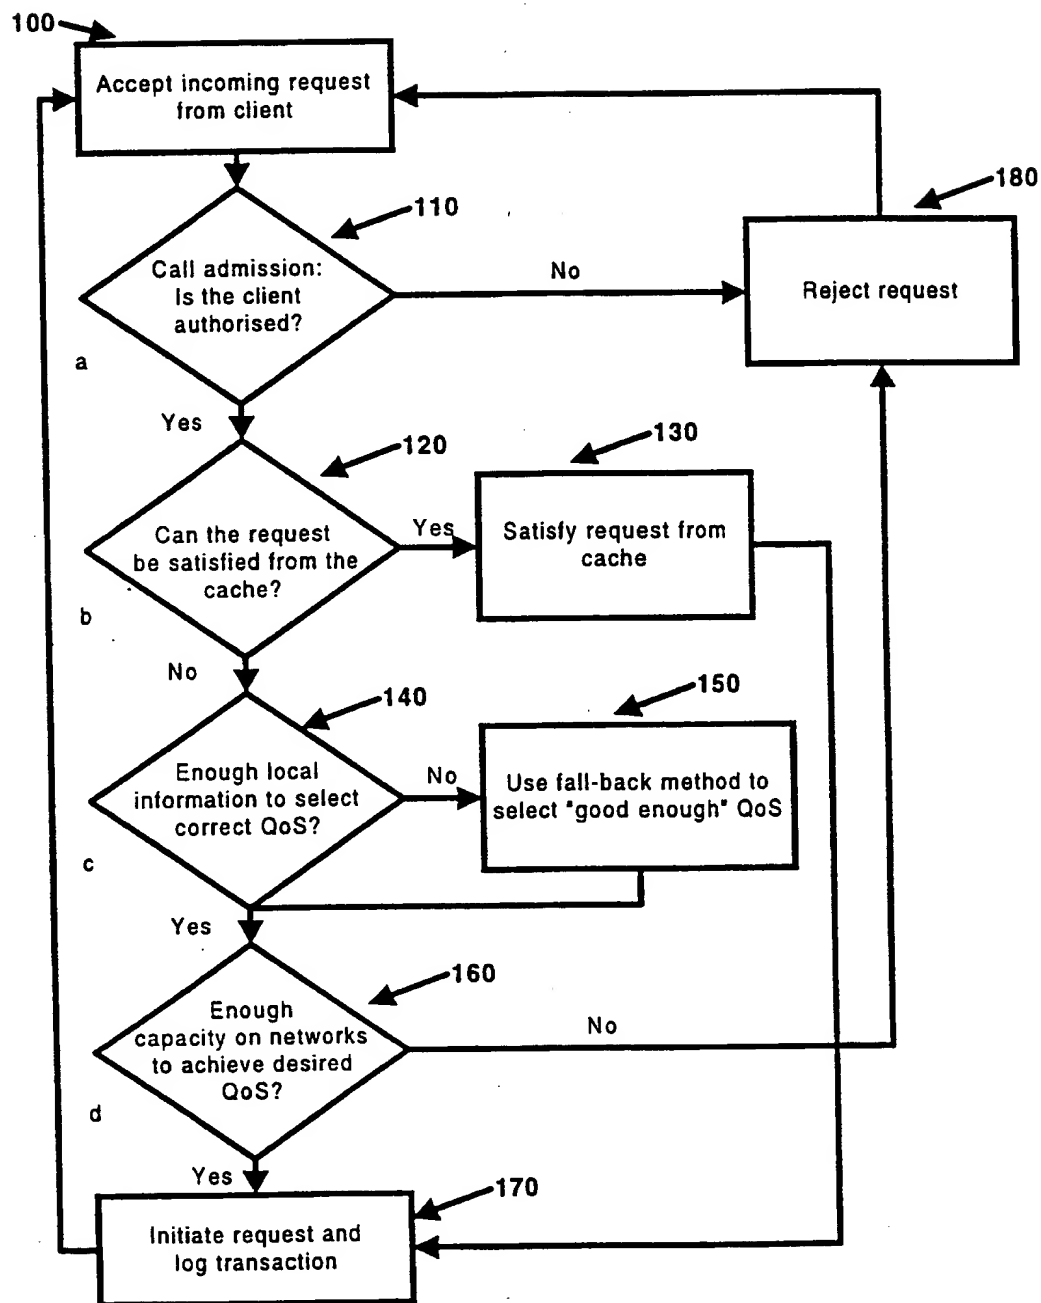 100
Accept incoming request
from client
180
110
Call admission:
Is the client
authorised?
No
Reject request
a
Yes
120
130
Can the request
be satisfied from the
cache?
Yes
Satisfy request from
cache
b
No
140
150
Enough local
information to select
correct QoS?
No
Use fall-back method to
select "good enough" QoS
c
Yes
160
Enough
capacity on networks
to achieve desired
QoS?
No
d
Yes
170
Initiate request and
log transaction